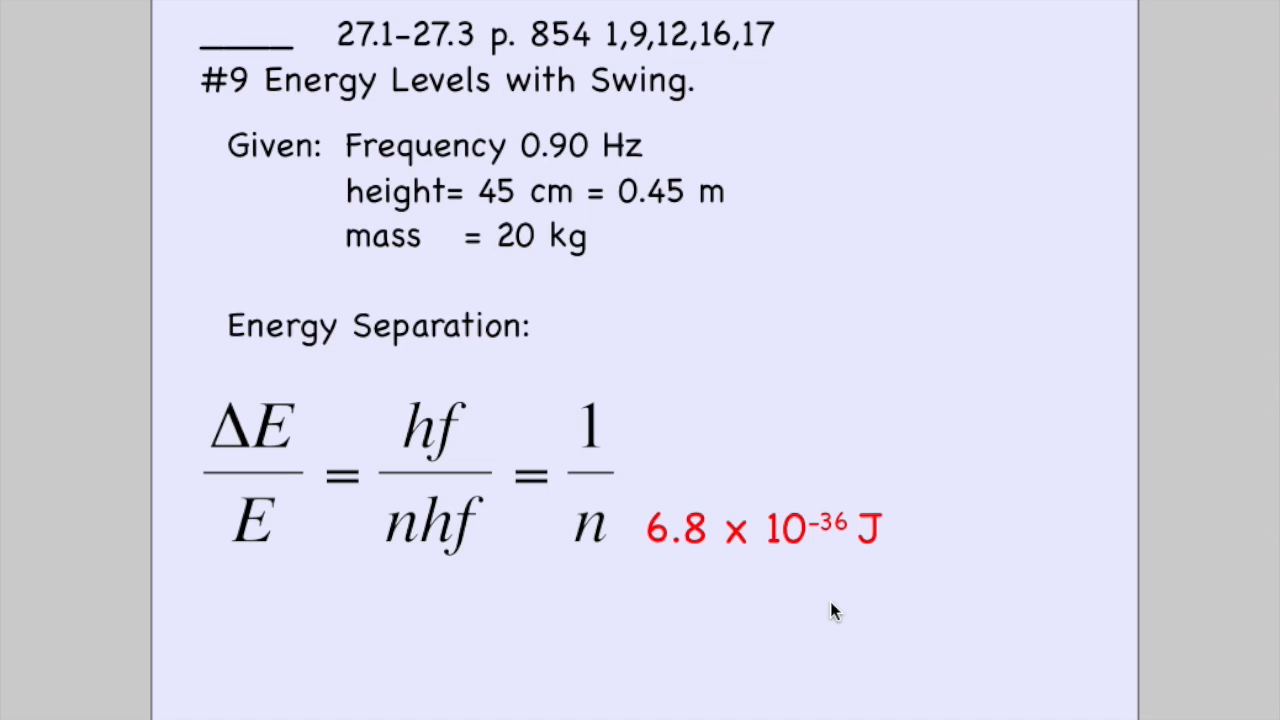 ____ 27.1-27.3 p. 854 1,9,12,16,17
#9 Energy Levels with Swing.
Given: Frequency 0.90 Hz
height= 45 cm = 0.45 m
mass = 20 kg
Energy Separation:
ΔE/E = hf/nhf = 1/n 6.8 x 10⁻³⁶ J